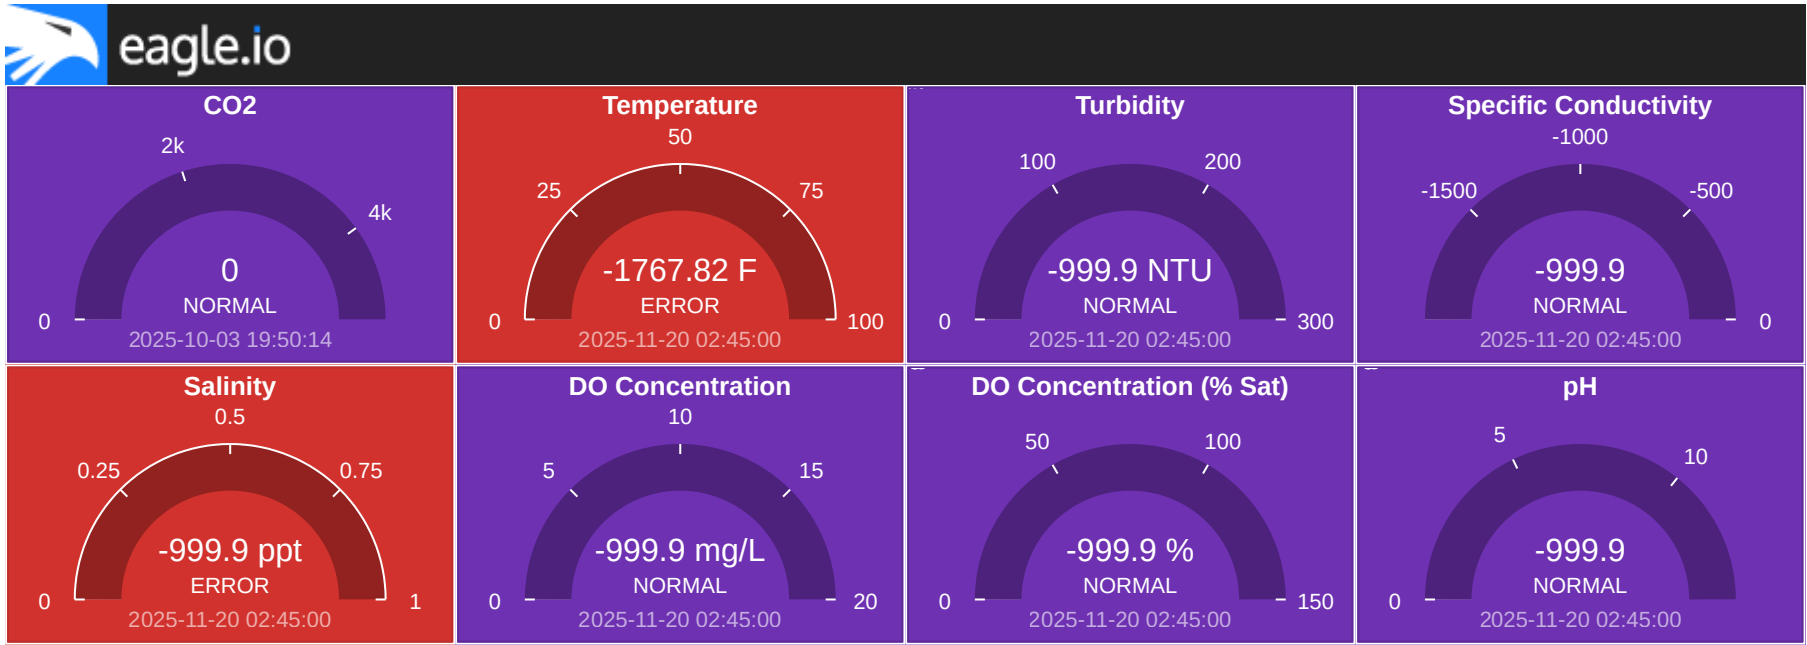 eagle.io
CO2
2k
4k
0
NORMAL
0
2025-10-03 19:50:14
Temperature
50
25
75
-1767.82 F
ERROR
0
100
2025-11-20 02:45:00
Turbidity
100
200
-999.9 NTU
NORMAL
0
300
2025-11-20 02:45:00
Specific Conductivity
-1000
-1500
-500
-999.9
NORMAL
0
2025-11-20 02:45:00
Salinity
0.5
0.25
0.75
-999.9 ppt
ERROR
0
1
2025-11-20 02:45:00
DO Concentration
10
5
15
-999.9 mg/L
NORMAL
0
20
2025-11-20 02:45:00
DO Concentration (% Sat)
50
100
-999.9 %
NORMAL
0
150
2025-11-20 02:45:00
pH
5
10
-999.9
NORMAL
0
2025-11-20 02:45:00